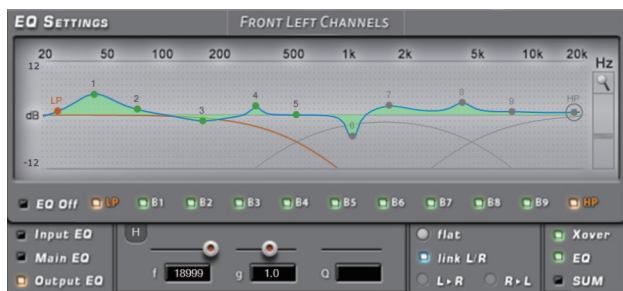 EQ SETTINGS
FRONT LEFT CHANNELS
20 50 100 200 500 1k 2k 5k 10k 20k Hz
12
LP 1 2 3 4 5 6 7 8 9 HP
dB
-12
EQ Off LP B1 B2 B3 B4 B5 B6 B7 B8 B9 HP
Input EQ
Main EQ
Output EQ
H
f 18999 g 1.0 Q
flat
link L/R
L▸R R▸L
Xover
EQ
SUM